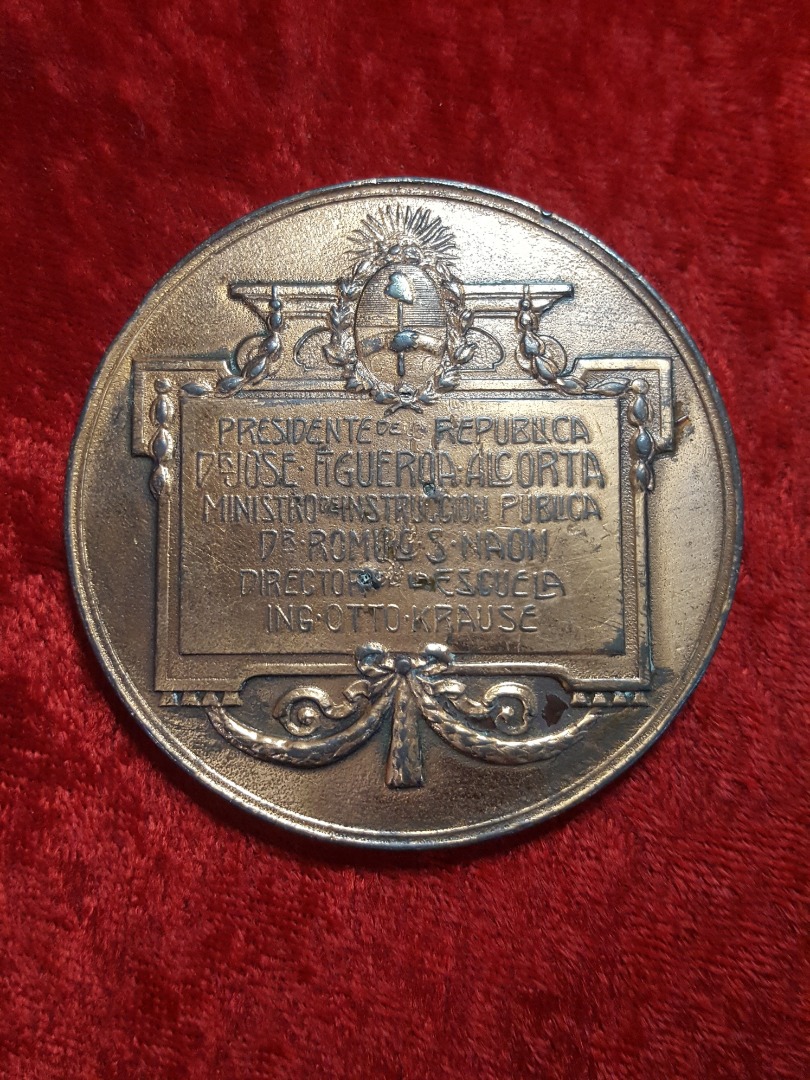 PRESIDENTE DE LA REPUBLICA
DR JOSE · FIGUEROA · ALCORTA
MINISTRO DE INSTRUCCION PUBLICA
DR · ROMULO S · NAON
DIRECTOR DE LA ESCUELA
ING · OTTO · KRAUSE